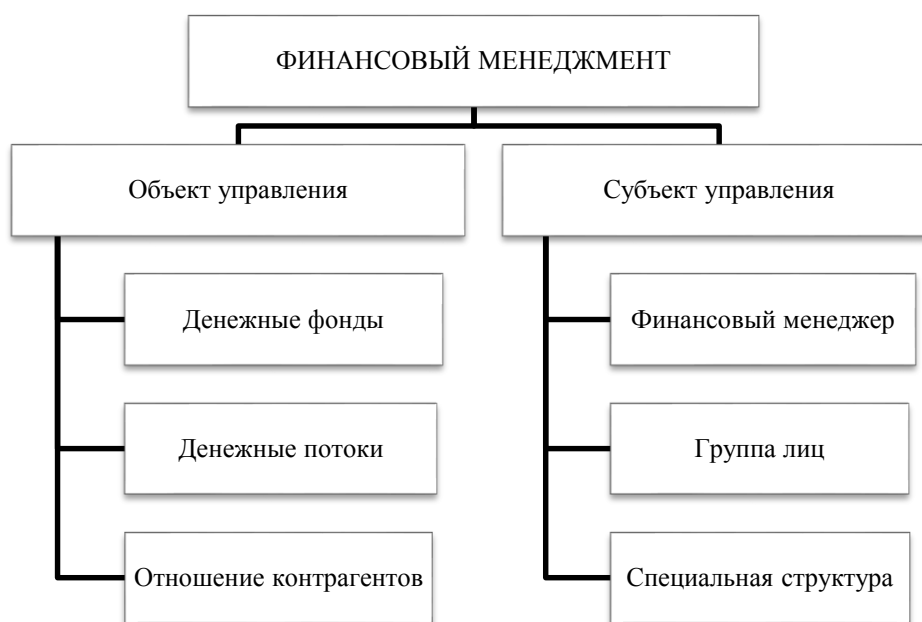 ФИНАНСОВЫЙ МЕНЕДЖМЕНТ
Объект управления
Субъект управления
Денежные фонды
Финансовый менеджер
Денежные потоки
Группа лиц
Отношение контрагентов
Специальная структура